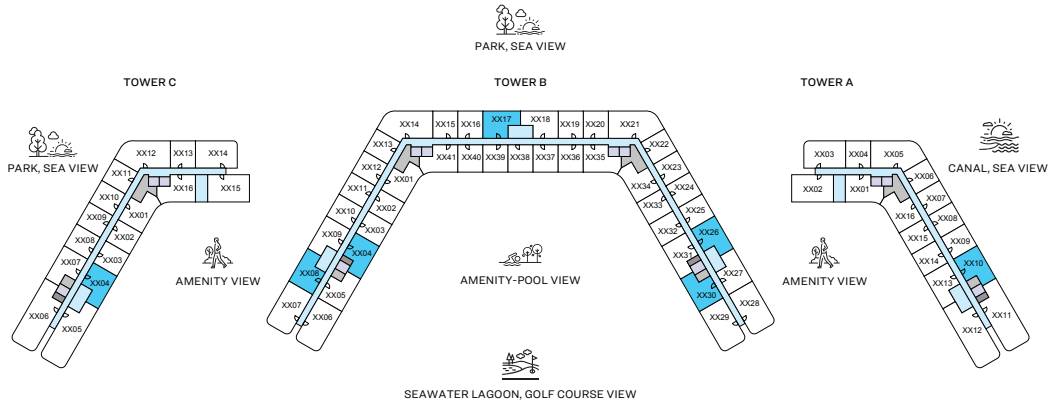 PARK, SEA VIEW
TOWER C
TOWER B
TOWER A
PARK, SEA VIEW
CANAL, SEA VIEW
XX12
XX13
XX14
XX11
XX16
XX15
XX10
XX01
XX09
XX02
XX08
XX03
XX07
XX04
XX06
XX05
AMENITY VIEW
XX14
XX15
XX16
XX17
XX18
XX19
XX20
XX21
XX13
XX41
XX40
XX39
XX38
XX37
XX36
XX35
XX22
XX12
XX01
XX34
XX23
XX11
XX02
XX33
XX24
XX10
XX03
XX32
XX25
XX09
XX04
XX31
XX26
XX08
XX05
XX30
XX27
XX07
XX06
XX29
XX28
AMENITY-POOL VIEW
XX03
XX04
XX05
XX02
XX01
XX06
XX16
XX07
XX15
XX08
XX14
XX09
XX13
XX10
XX12
XX11
AMENITY VIEW
SEAWATER LAGOON, GOLF COURSE VIEW